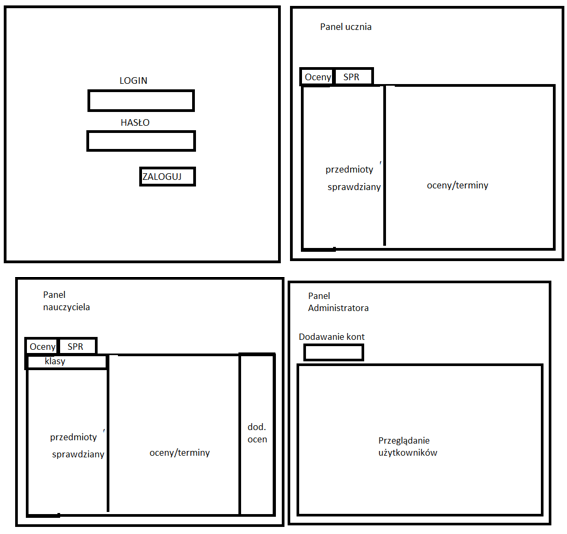 LOGIN
HASŁO
ZALOGUJ
Panel ucznia
Oceny SPR
przedmioty ,
sprawdziany
oceny/terminy
Panel
nauczyciela
Oceny SPR
klasy
przedmioty ,
sprawdziany
oceny/terminy
dod.
ocen
Panel
Administratora
Dodawanie kont
Przeglądanie
użytkowników